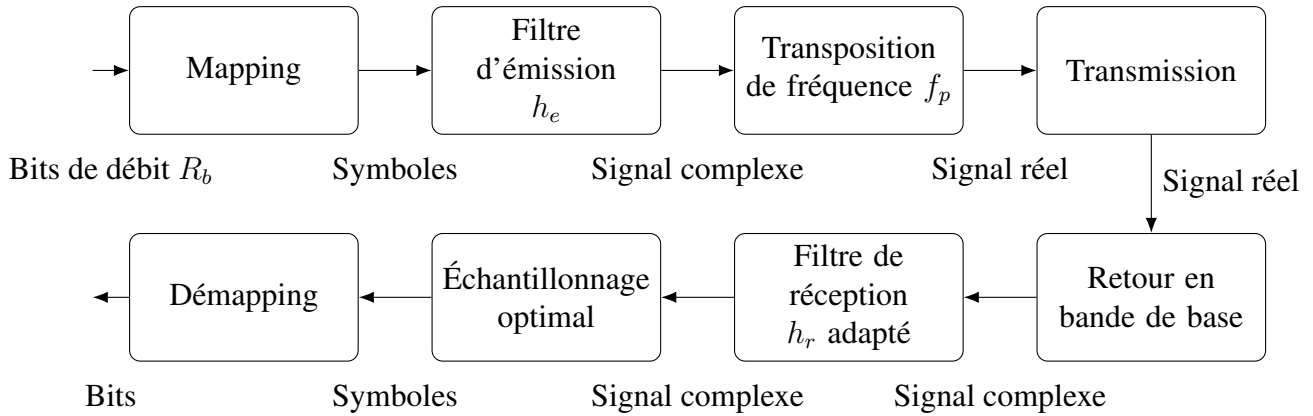 Mapping
Filtre
d'émission
h_e
Transposition
de fréquence f_p
Transmission
Bits de débit R_b
Symboles
Signal complexe
Signal réel
Signal réel
Démapping
Échantillonnage
optimal
Filtre de
réception
h_r adapté
Retour en
bande de base
Bits
Symboles
Signal complexe
Signal complexe